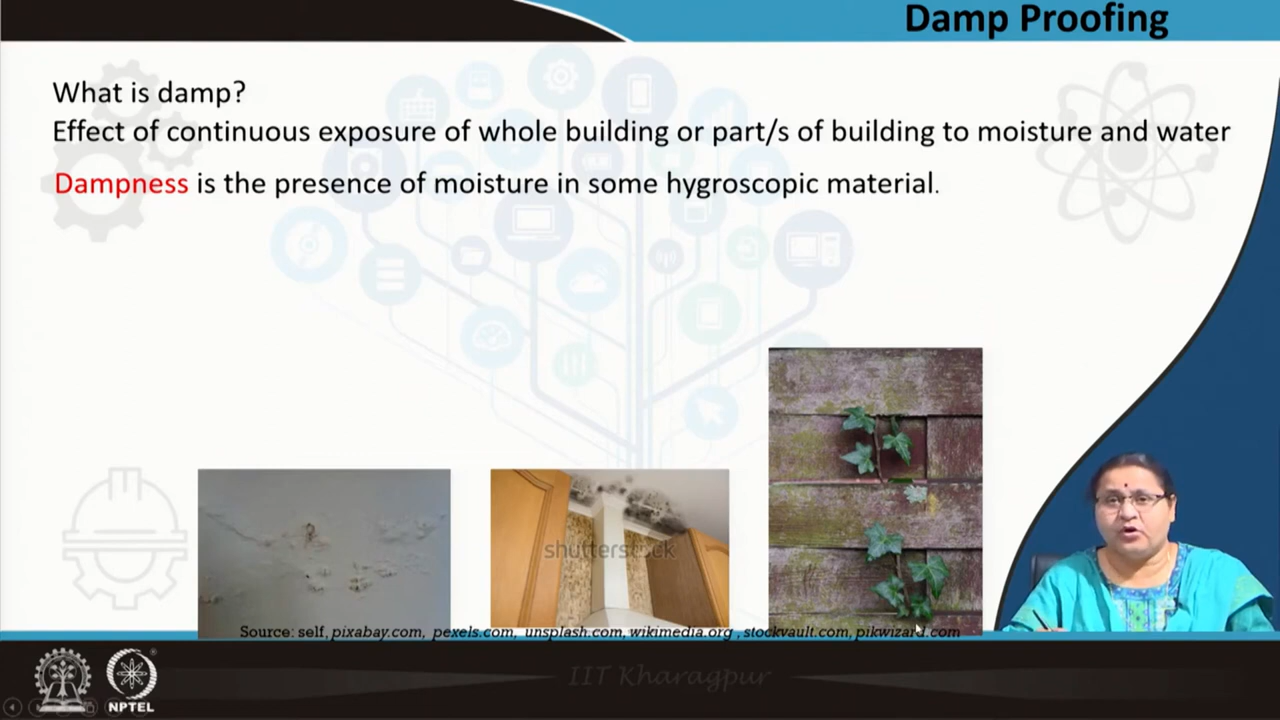 Damp Proofing
What is damp?
Effect of continuous exposure of whole building or part/s of building to moisture and water
Dampness is the presence of moisture in some hygroscopic material.
shutterstock
Source: self, pixabay.com, pexels.com, unsplash.com, wikimedia.org , stockvault.com, pikwizard.com
IIT Kharagpur
NPTEL